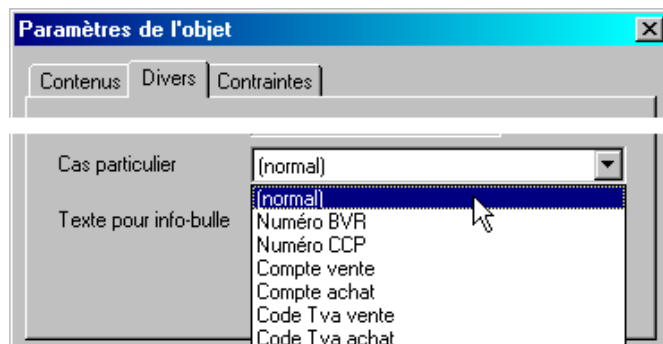 Paramètres de l'objet
Contenus Divers Contraintes
Cas particulier (normal)
(normal)
Texte pour info-bulle Numéro BVR
Numéro CCP
Compte vente
Compte achat
Code Tva vente
Code Tva achat